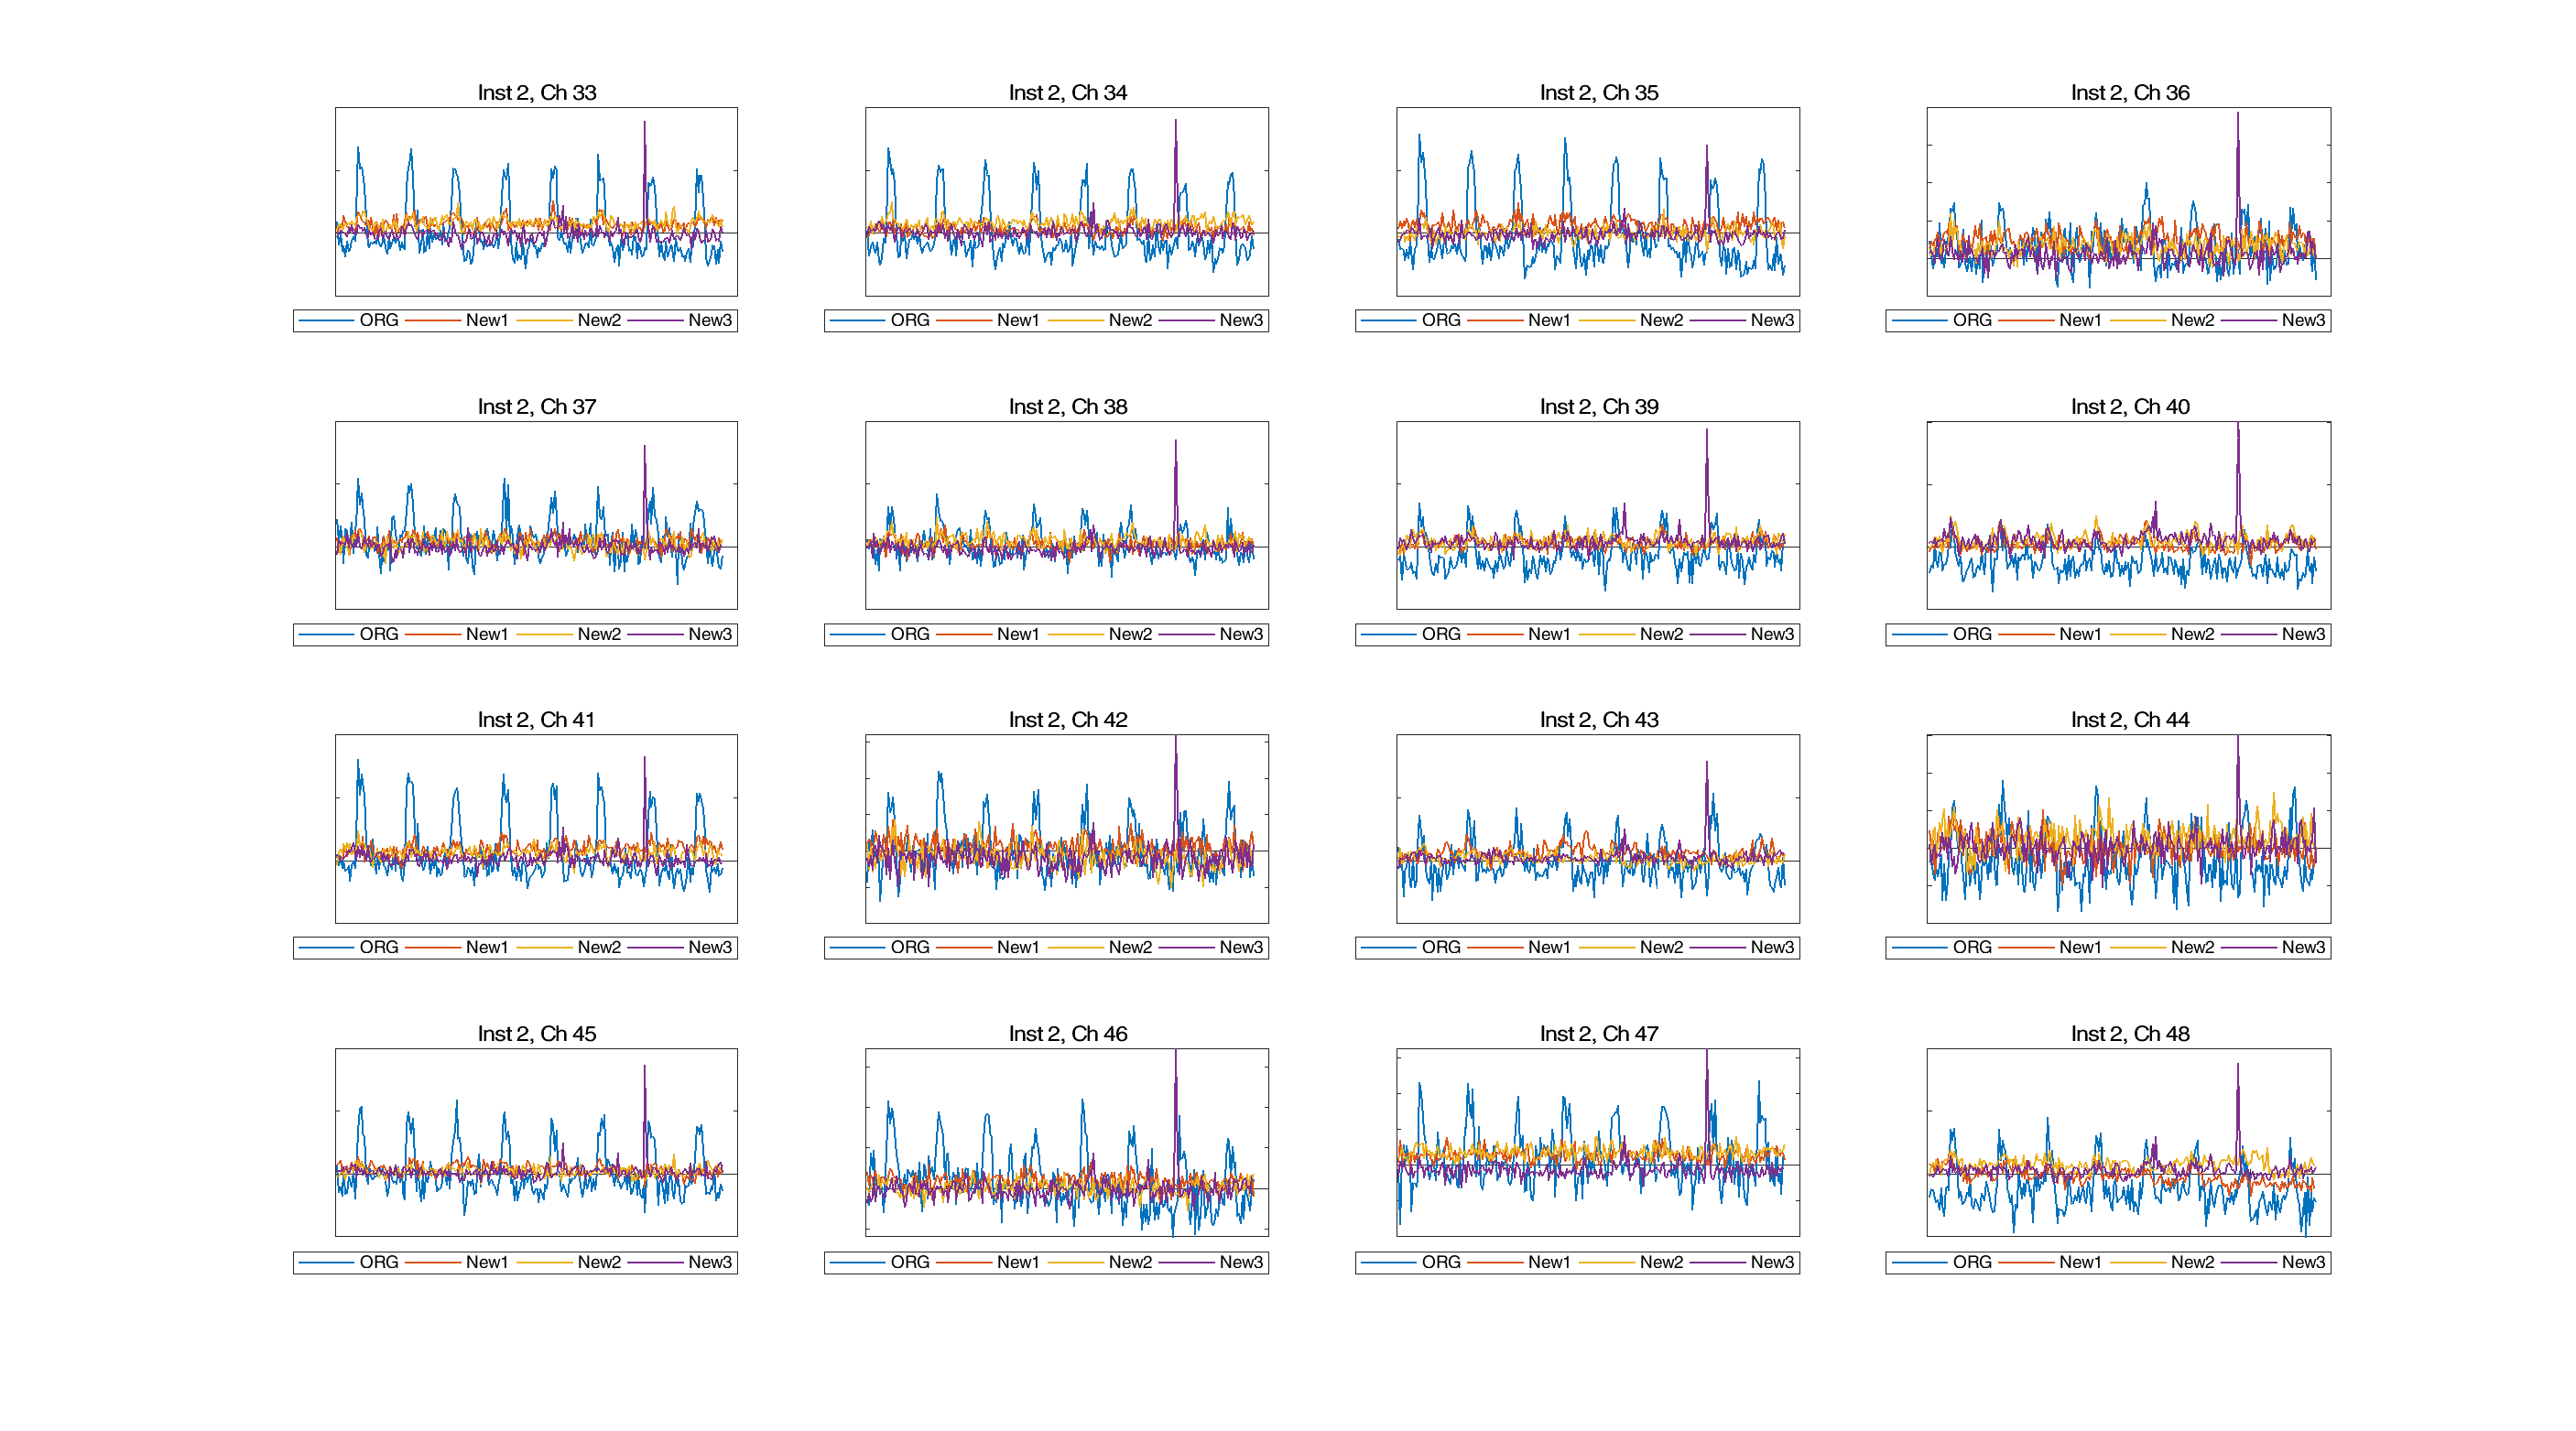 Inst 2, Ch 33
Inst 2, Ch 34
Inst 2, Ch 35
Inst 2, Ch 36
ORG New1 New2 New3
ORG New1 New2 New3
ORG New1 New2 New3
ORG New1 New2 New3
Inst 2, Ch 37
Inst 2, Ch 38
Inst 2, Ch 39
Inst 2, Ch 40
ORG New1 New2 New3
ORG New1 New2 New3
ORG New1 New2 New3
ORG New1 New2 New3
Inst 2, Ch 41
Inst 2, Ch 42
Inst 2, Ch 43
Inst 2, Ch 44
ORG New1 New2 New3
ORG New1 New2 New3
ORG New1 New2 New3
ORG New1 New2 New3
Inst 2, Ch 45
Inst 2, Ch 46
Inst 2, Ch 47
Inst 2, Ch 48
ORG New1 New2 New3
ORG New1 New2 New3
ORG New1 New2 New3
ORG New1 New2 New3